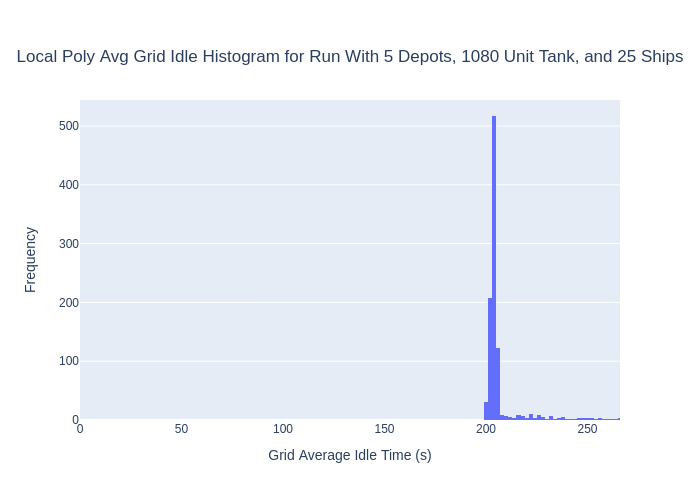 Local Poly Avg Grid Idle Histogram for Run With 5 Depots, 1080 Unit Tank, and 25 Ships
500
400
300
200
100
0
0 50 100 150 200 250
Frequency
Grid Average Idle Time (s)